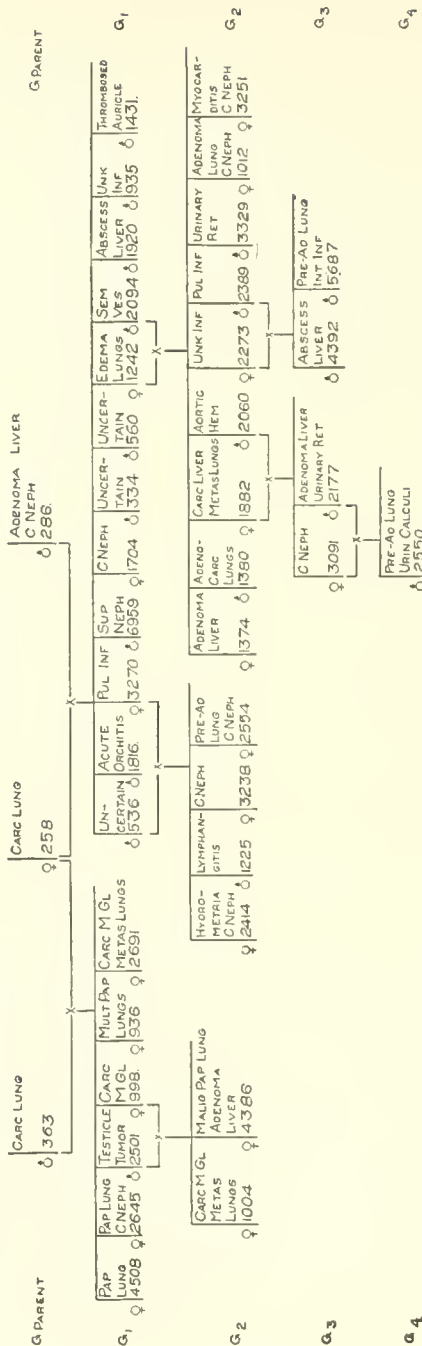 G PARENT
CARC LUNG
♂ 363
CARC LUNG
♀ 258
ADENOMA LIVER
C NEPH
♂ 286.
G PARENT
G1
PAP
LUNG
♀ 4508
PAP LUNG
C NEPH
♀ 2645
TESTICLE
TUMOR
♂ 2501
CARC
M GL
♀ 998.
MULT PAP
LUNGS
♀ 936
CARC M GL
METAS LUNGS
♀ 2691
UN-
CERTAIN
♂ 536
ACUTE
ORCHITIS
♂ 1816.
PUL INF
♀ 3270
SUP
NEPH
♂ 6959
C NEPH
♀ 1704
UNCER-
TAIN
♂ 334
UNCER-
TAIN
♂ 560
EDEMA
LUNGS
♀ 1242
SEM
VES
♂ 2094
ABSCESS
LIVER
♂ 1920
UNK
INF
♂ 935
THROMBOSED
AURICLE
♂ 1431.
G1
G2
CARC M GL
METAS
LUNGS
♀ 1004
MALIG PAP LUNG
ADENOMA
LIVER
♀ 4386
HYDRO-
METRIA
C NEPH
♀ 2414
LYMPHAN-
GITIS
♂ 1225
C NEPH
♀ 3238
PRE-AD
LUNG
C NEPH
♀ 2554
ADENOMA
LIVER
♀ 1374
ADENO-
CARC
LUNGS
♂ 1380
CARC LIVER
METAS LUNGS
♀ 1882
AORTIC
HEM
♂ 2060
UNK INF
♀ 2273
PUL INF
♂ 2389
URINARY
RET
♂ 3329
ADENOMA
LUNG
C NEPH
♀ 1012
MYOCAR-
DITIS
C NEPH
♀ 3251
G2
G3
C NEPH
♀ 3091
ADENOMA LIVER
URINARY RET
♂ 2177
ABSCESS
LIVER
♂ 4392
PRE-AD LUNG
INT INF
♂ 5687
G3
G4
PRE-AD LUNG
URIN CALCULI
♂ 2550
G4